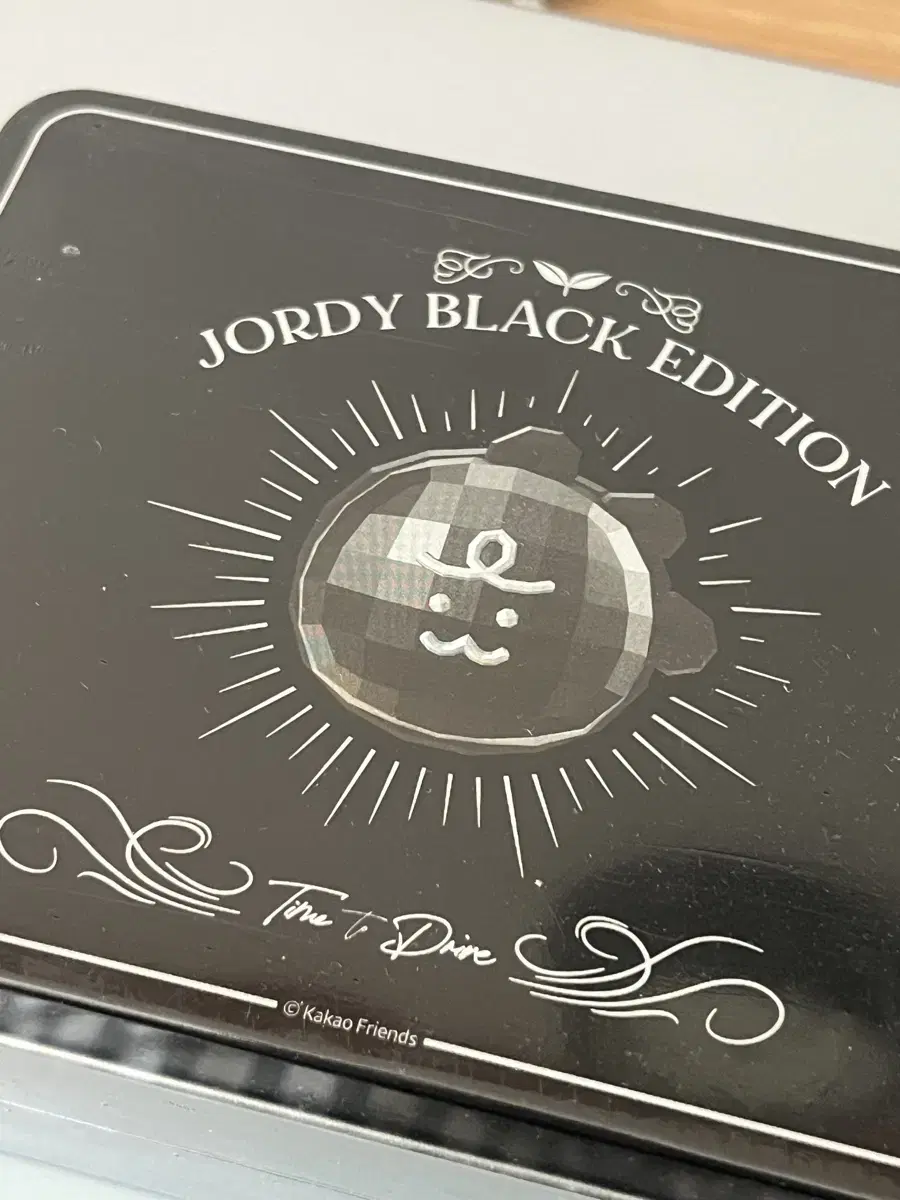 JORDY BLACK EDITION
Time to Drive
© Kakao Friends